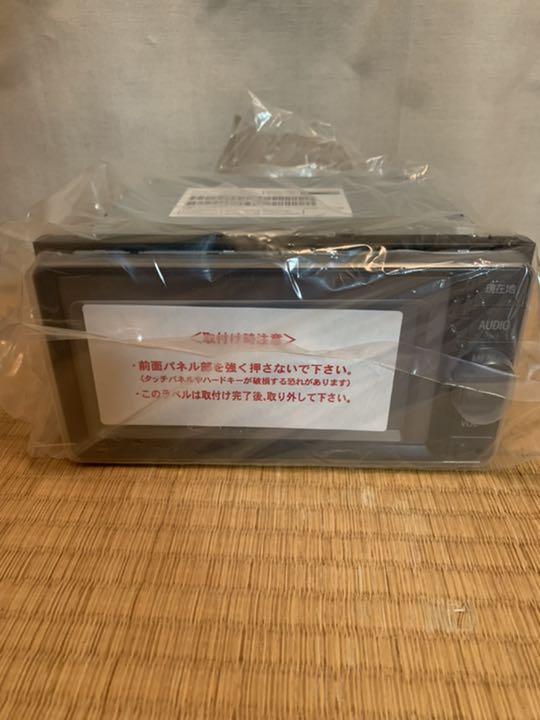 現在地
AUDIO
<取付け時注意>
・前面パネル部を強く押さないで下さい。
(タッチパネルやハードキーが破損する恐れがあります)
・このラベルは取付け完了後、取り外して下さい。
VOL